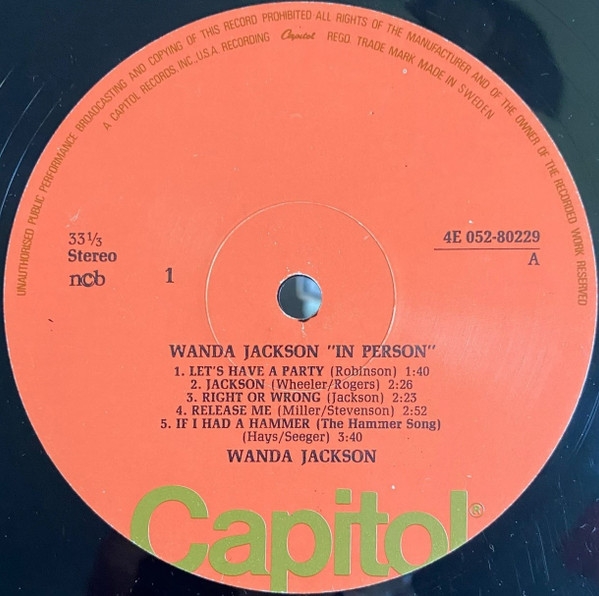 UNAUTHORISED PUBLIC PERFORMANCE BROADCASTING AND COPYING OF THIS RECORD PROHIBITED ALL RIGHTS OF THE MANUFACTURER AND OF THE OWNER OF THE RECORDED WORK RESERVED
A CAPITOL RECORDS, INC., U.S.A. RECORDING Capitol REGD. TRADE MARK MADE IN SWEDEN
33⅓
Stereo
ncb
1
4E 052-80229
A
WANDA JACKSON "IN PERSON"
1. LET'S HAVE A PARTY (Robinson) 1:40
2. JACKSON (Wheeler/Rogers) 2:26
3. RIGHT OR WRONG (Jackson) 2:23
4. RELEASE ME (Miller/Stevenson) 2:52
5. IF I HAD A HAMMER (The Hammer Song)
(Hays/Seeger) 3:40
WANDA JACKSON
Capitol®